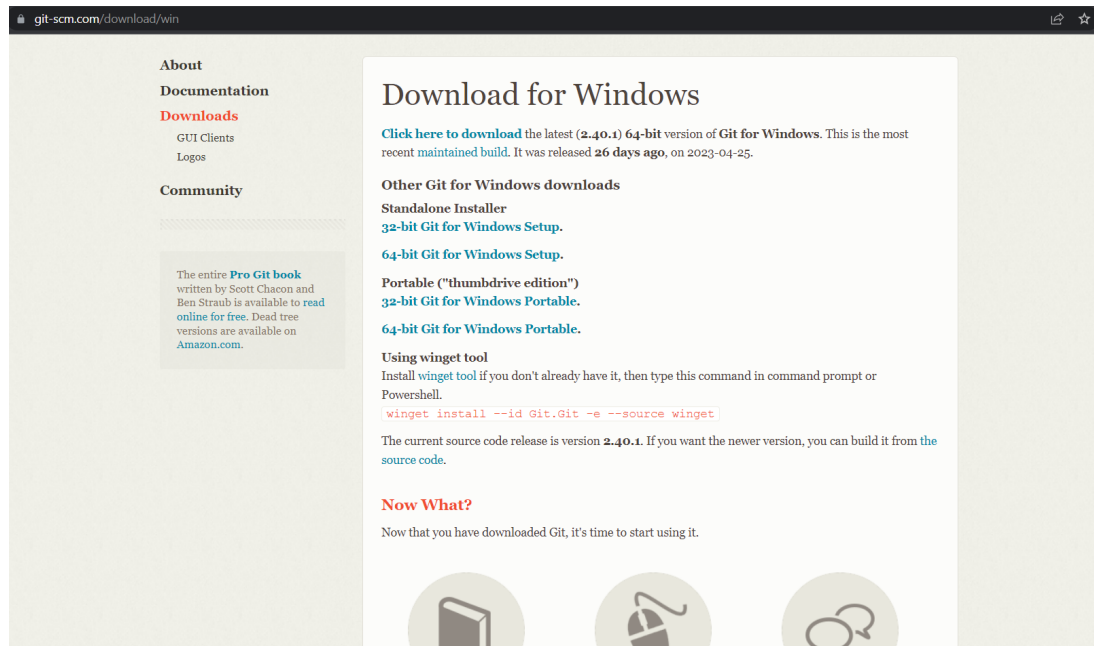 git-scm.com/download/win
About
Documentation
Downloads
GUI Clients
Logos
Community
The entire Pro Git book
written by Scott Chacon and
Ben Straub is available to read
online for free. Dead tree
versions are available on
Amazon.com.
Download for Windows
Click here to download the latest (2.40.1) 64-bit version of Git for Windows. This is the most
recent maintained build. It was released 26 days ago, on 2023-04-25.
Other Git for Windows downloads
Standalone Installer
32-bit Git for Windows Setup.
64-bit Git for Windows Setup.
Portable ("thumbdrive edition")
32-bit Git for Windows Portable.
64-bit Git for Windows Portable.
Using winget tool
Install winget tool if you don't already have it, then type this command in command prompt or
Powershell.
winget install --id Git.Git -e --source winget
The current source code release is version 2.40.1. If you want the newer version, you can build it from the
source code.
Now What?
Now that you have downloaded Git, it's time to start using it.